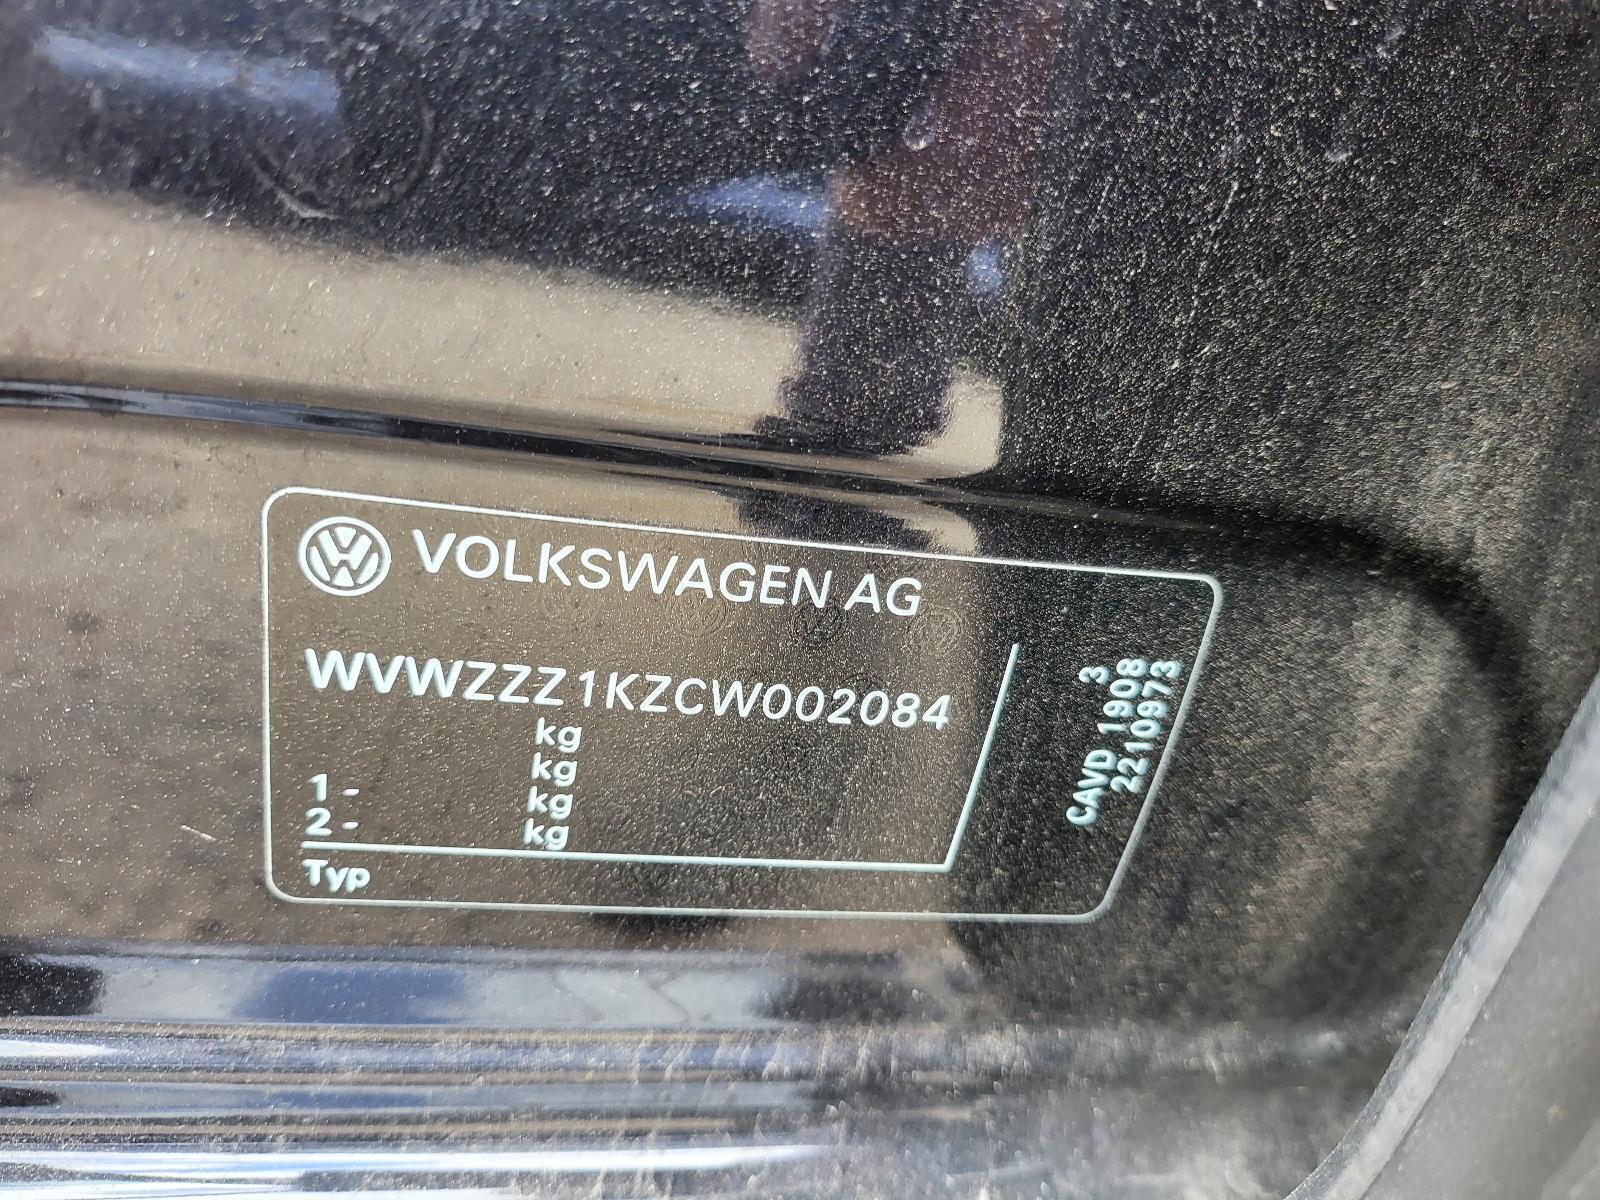 VOLKSWAGEN AG
WVWZZZ1KZCW002084
kg
kg
1- kg
2- kg
Typ
3
CAVD 1908
2210973